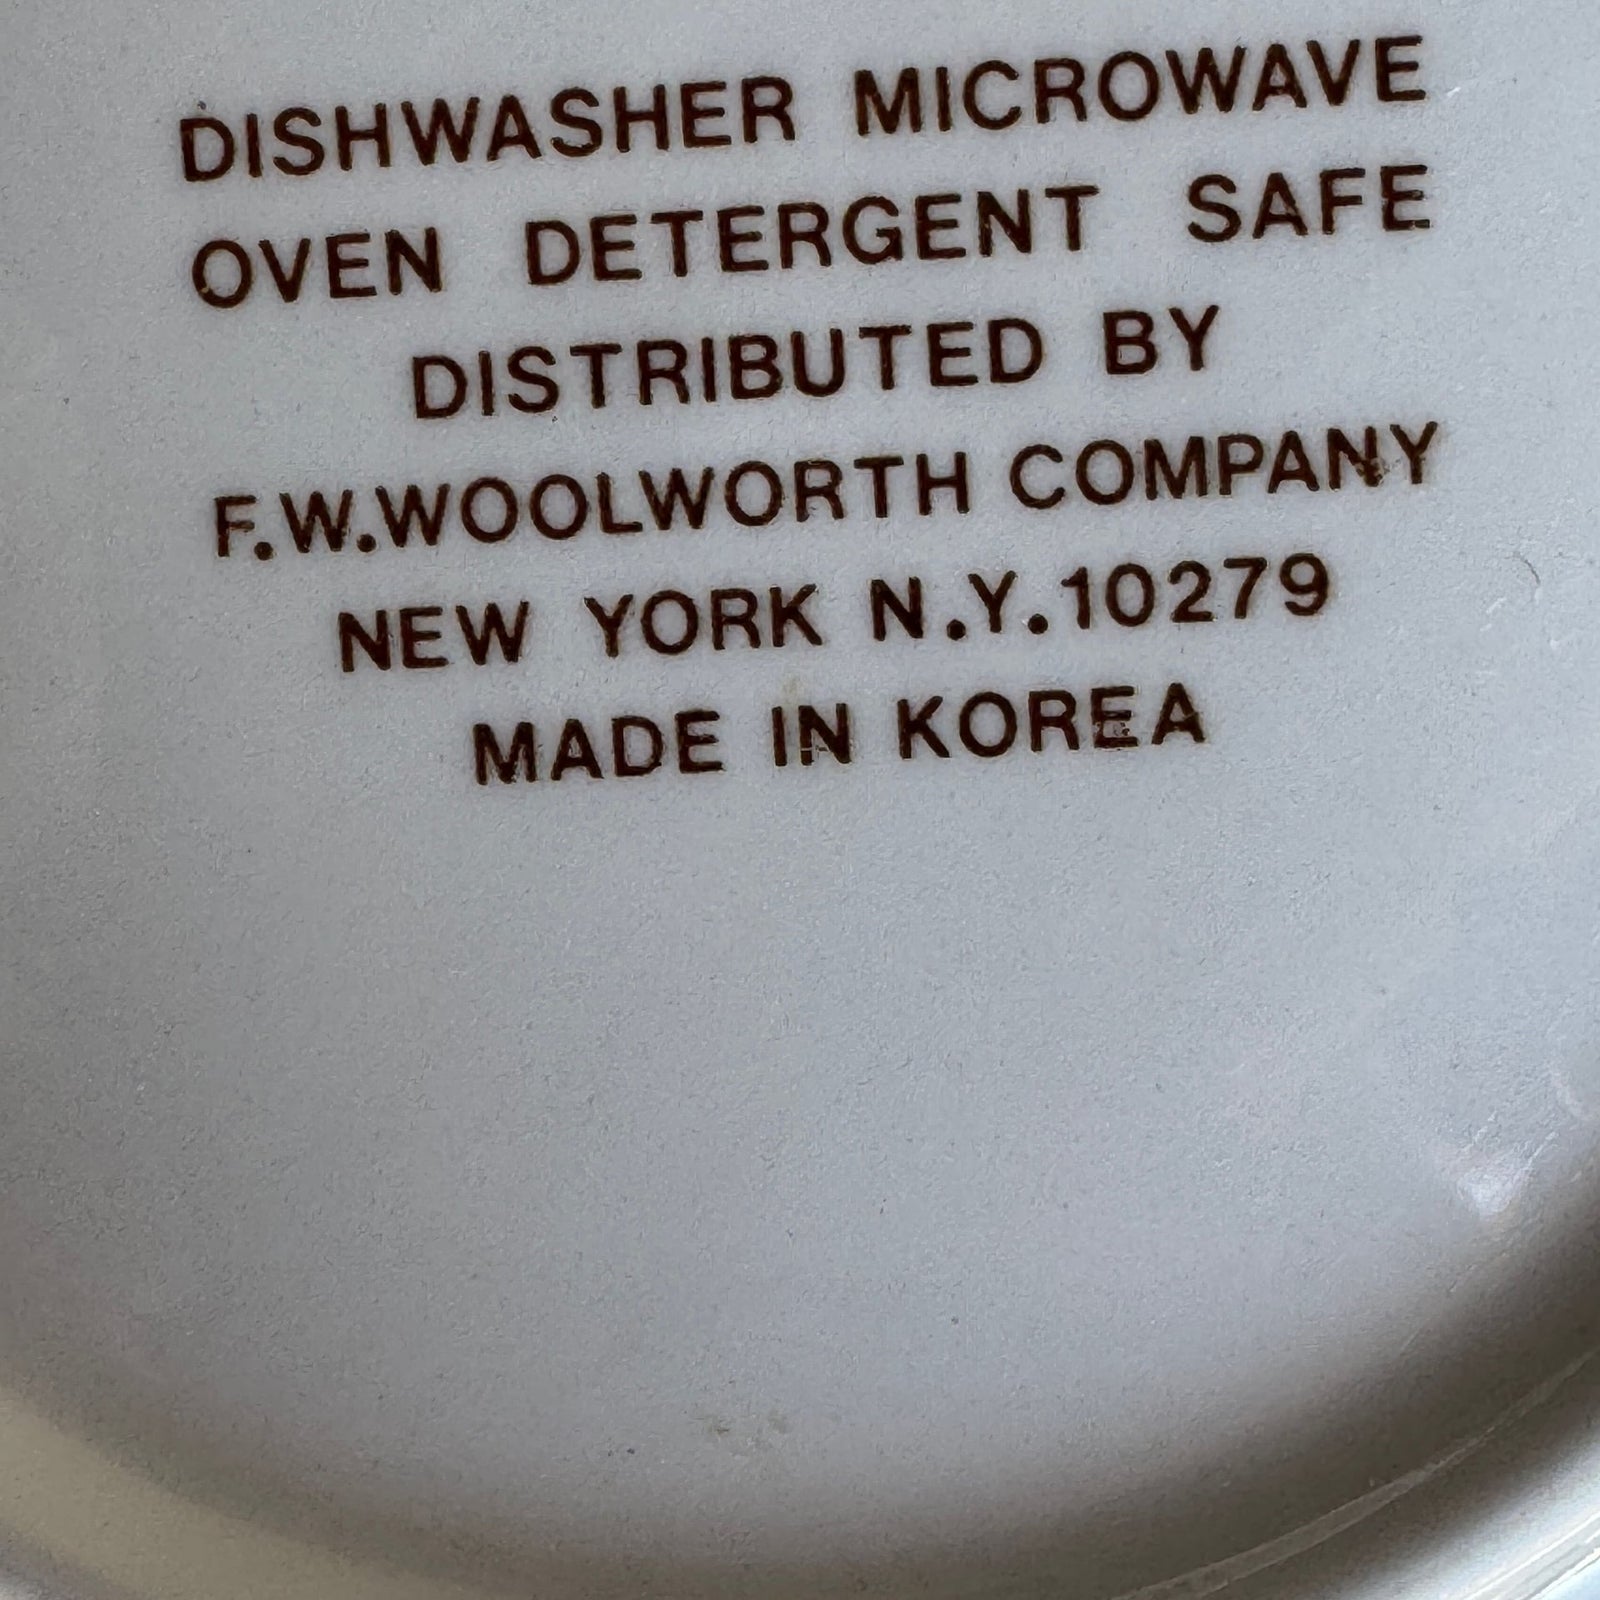 DISHWASHER MICROWAVE
OVEN DETERGENT SAFE
DISTRIBUTED BY
F.W.WOOLWORTH COMPANY
NEW YORK N.Y.10279
MADE IN KOREA